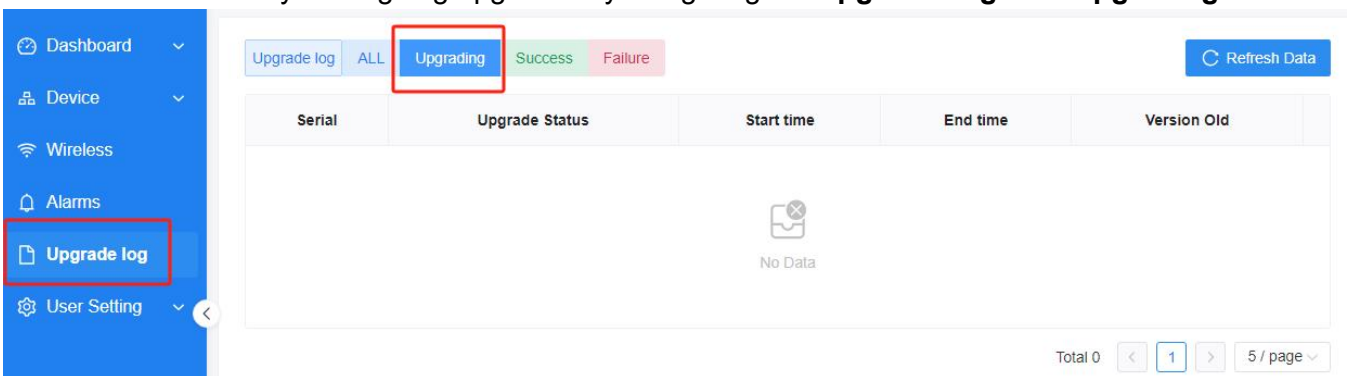 Dashboard
Device
Wireless
Alarms
Upgrade log
User Setting
Upgrade log ALL Upgrading Success Failure Refresh Data
Serial Upgrade Status Start time End time Version Old
No Data
Total 0 1 5 / page